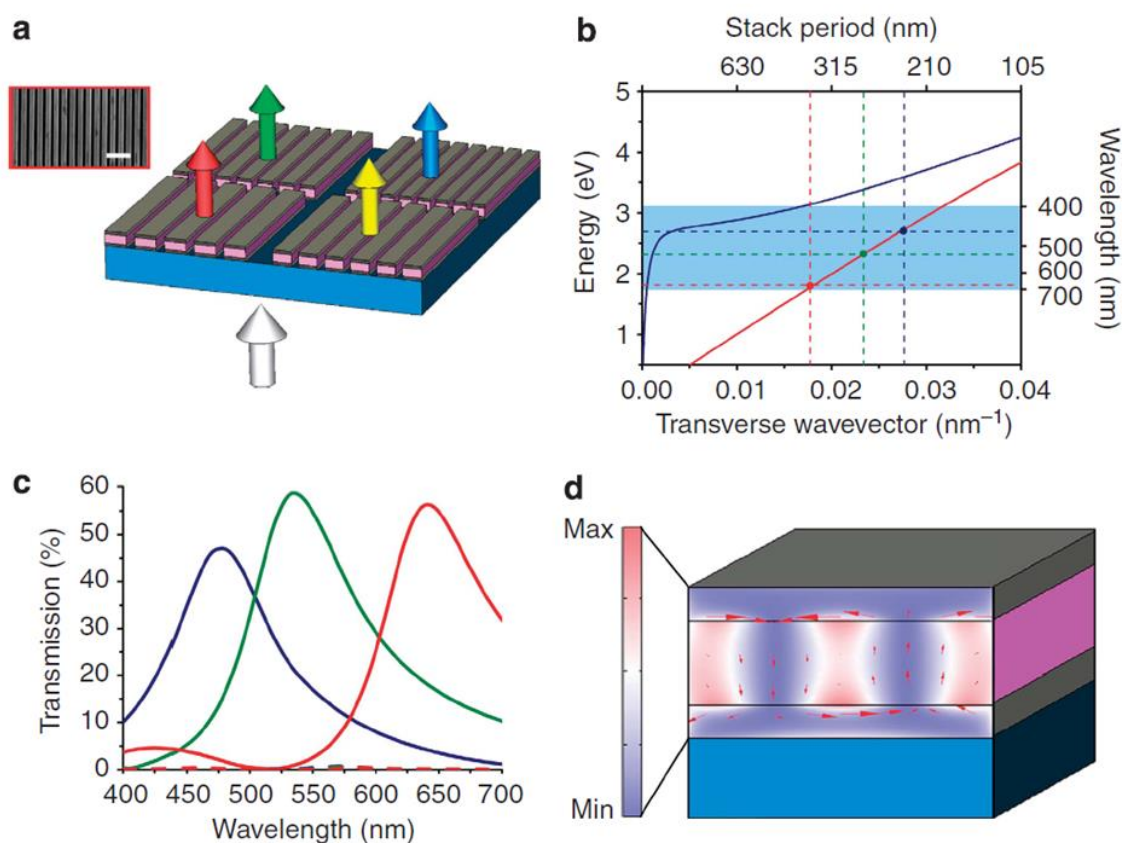 a
b
Stack period (nm)
630 315 210 105
5
4
3
2
1
Energy (eV)
400
500
600
700
Wavelength (nm)
0.00 0.01 0.02 0.03 0.04
Transverse wavevector (nm⁻¹)
c
60
50
40
30
20
10
0
Transmission (%)
400 450 500 550 600 650 700
Wavelength (nm)
d
Max
Min